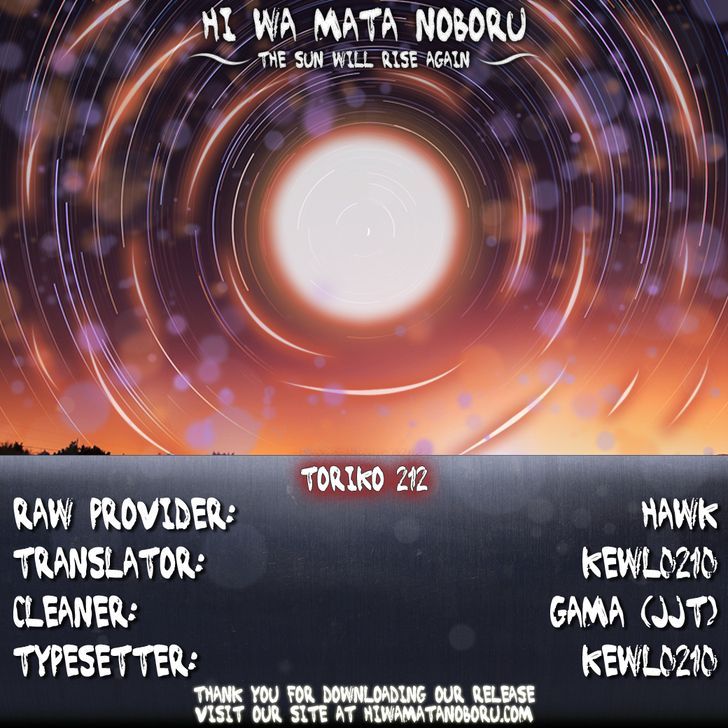 HI WA MATA NOBORU
THE SUN WILL RISE AGAIN
TORIKO 212
RAW PROVIDER: HAWK
TRANSLATOR: KEWL0210
CLEANER: GAMA (JJT)
TYPESETTER: KEWL0210
THANK YOU FOR DOWNLOADING OUR RELEASE
VISIT OUR SITE AT HIWAMATANOBORU.COM